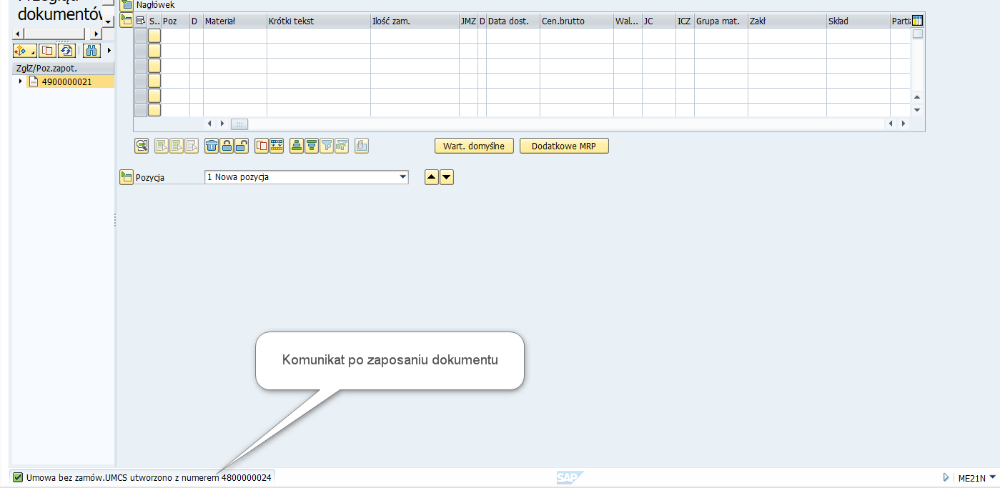 Przegląd
dokumentów
Nagłówek
S.. Poz D Materiał Krótki tekst Ilość zam. JMZ D Data dost. Cen.brutto Wal... JC ICZ Grupa mat. Zakł Skład Parti
ZgłZ/Poz.zapot.
4900000021
Wart. domyślne Dodatkowe MRP
Pozycja 1 Nowa pozycja
Komunikat po zaposaniu dokumentu
Umowa bez zamów.UMCS utworzono z numerem 4800000024 SAP ME21N